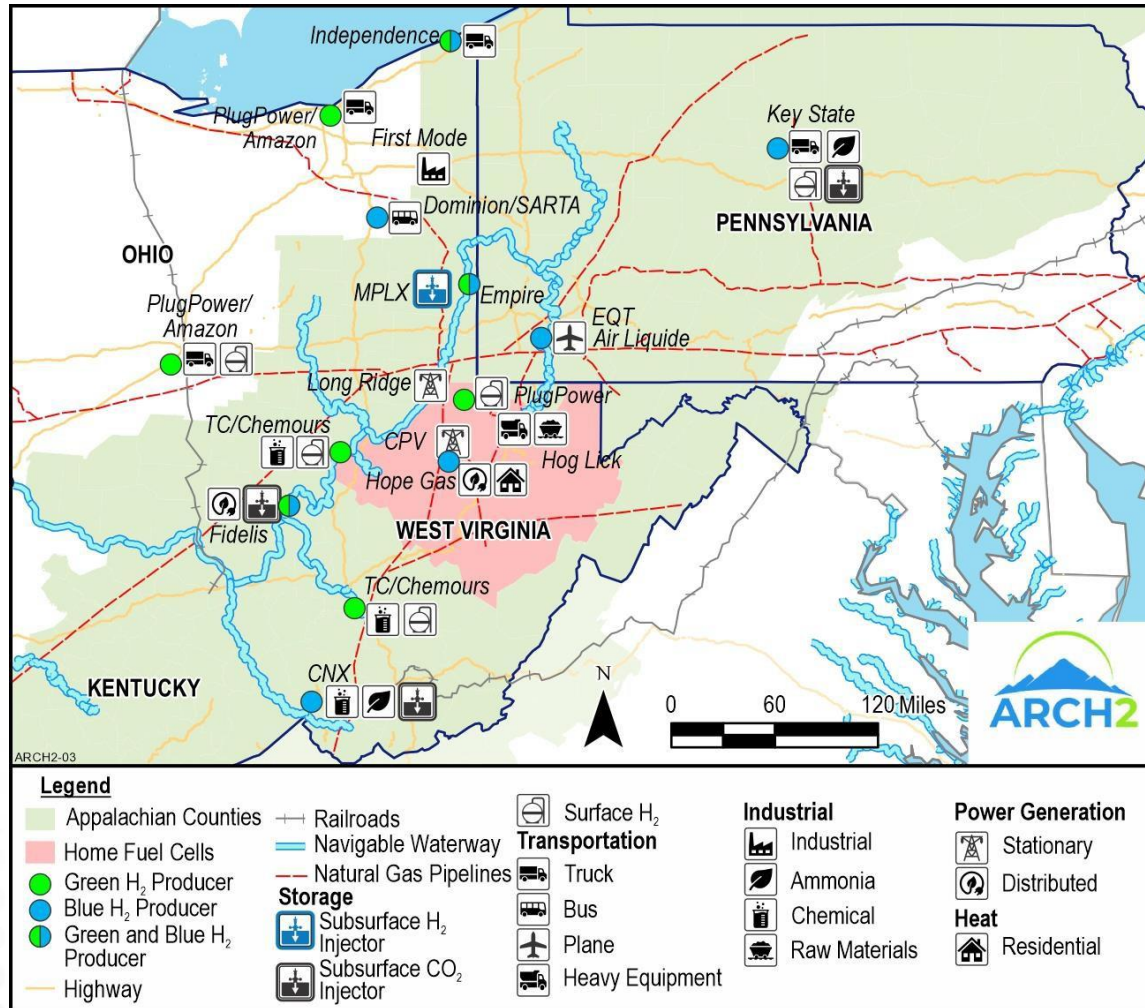 Independence
PlugPower/
Amazon
First Mode
Key State
Dominion/SARTA
PENNSYLVANIA
OHIO
MPLX
Empire
PlugPower/
Amazon
EQT
Air Liquide
Long Ridge
PlugPower
TC/Chemours
CPV
Hog Lick
Hope Gas
WEST VIRGINIA
Fidelis
TC/Chemours
CNX
KENTUCKY
N
0 60 120 Miles
ARCH2
ARCH2-03
Legend
Appalachian Counties
Home Fuel Cells
Green H₂ Producer
Blue H₂ Producer
Green and Blue H₂
Producer
Highway
Railroads
Navigable Waterway
Natural Gas Pipelines
Storage
Subsurface H₂
Injector
Subsurface CO₂
Injector
Surface H₂
Transportation
Truck
Bus
Plane
Heavy Equipment
Industrial
Industrial
Ammonia
Chemical
Raw Materials
Power Generation
Stationary
Distributed
Heat
Residential